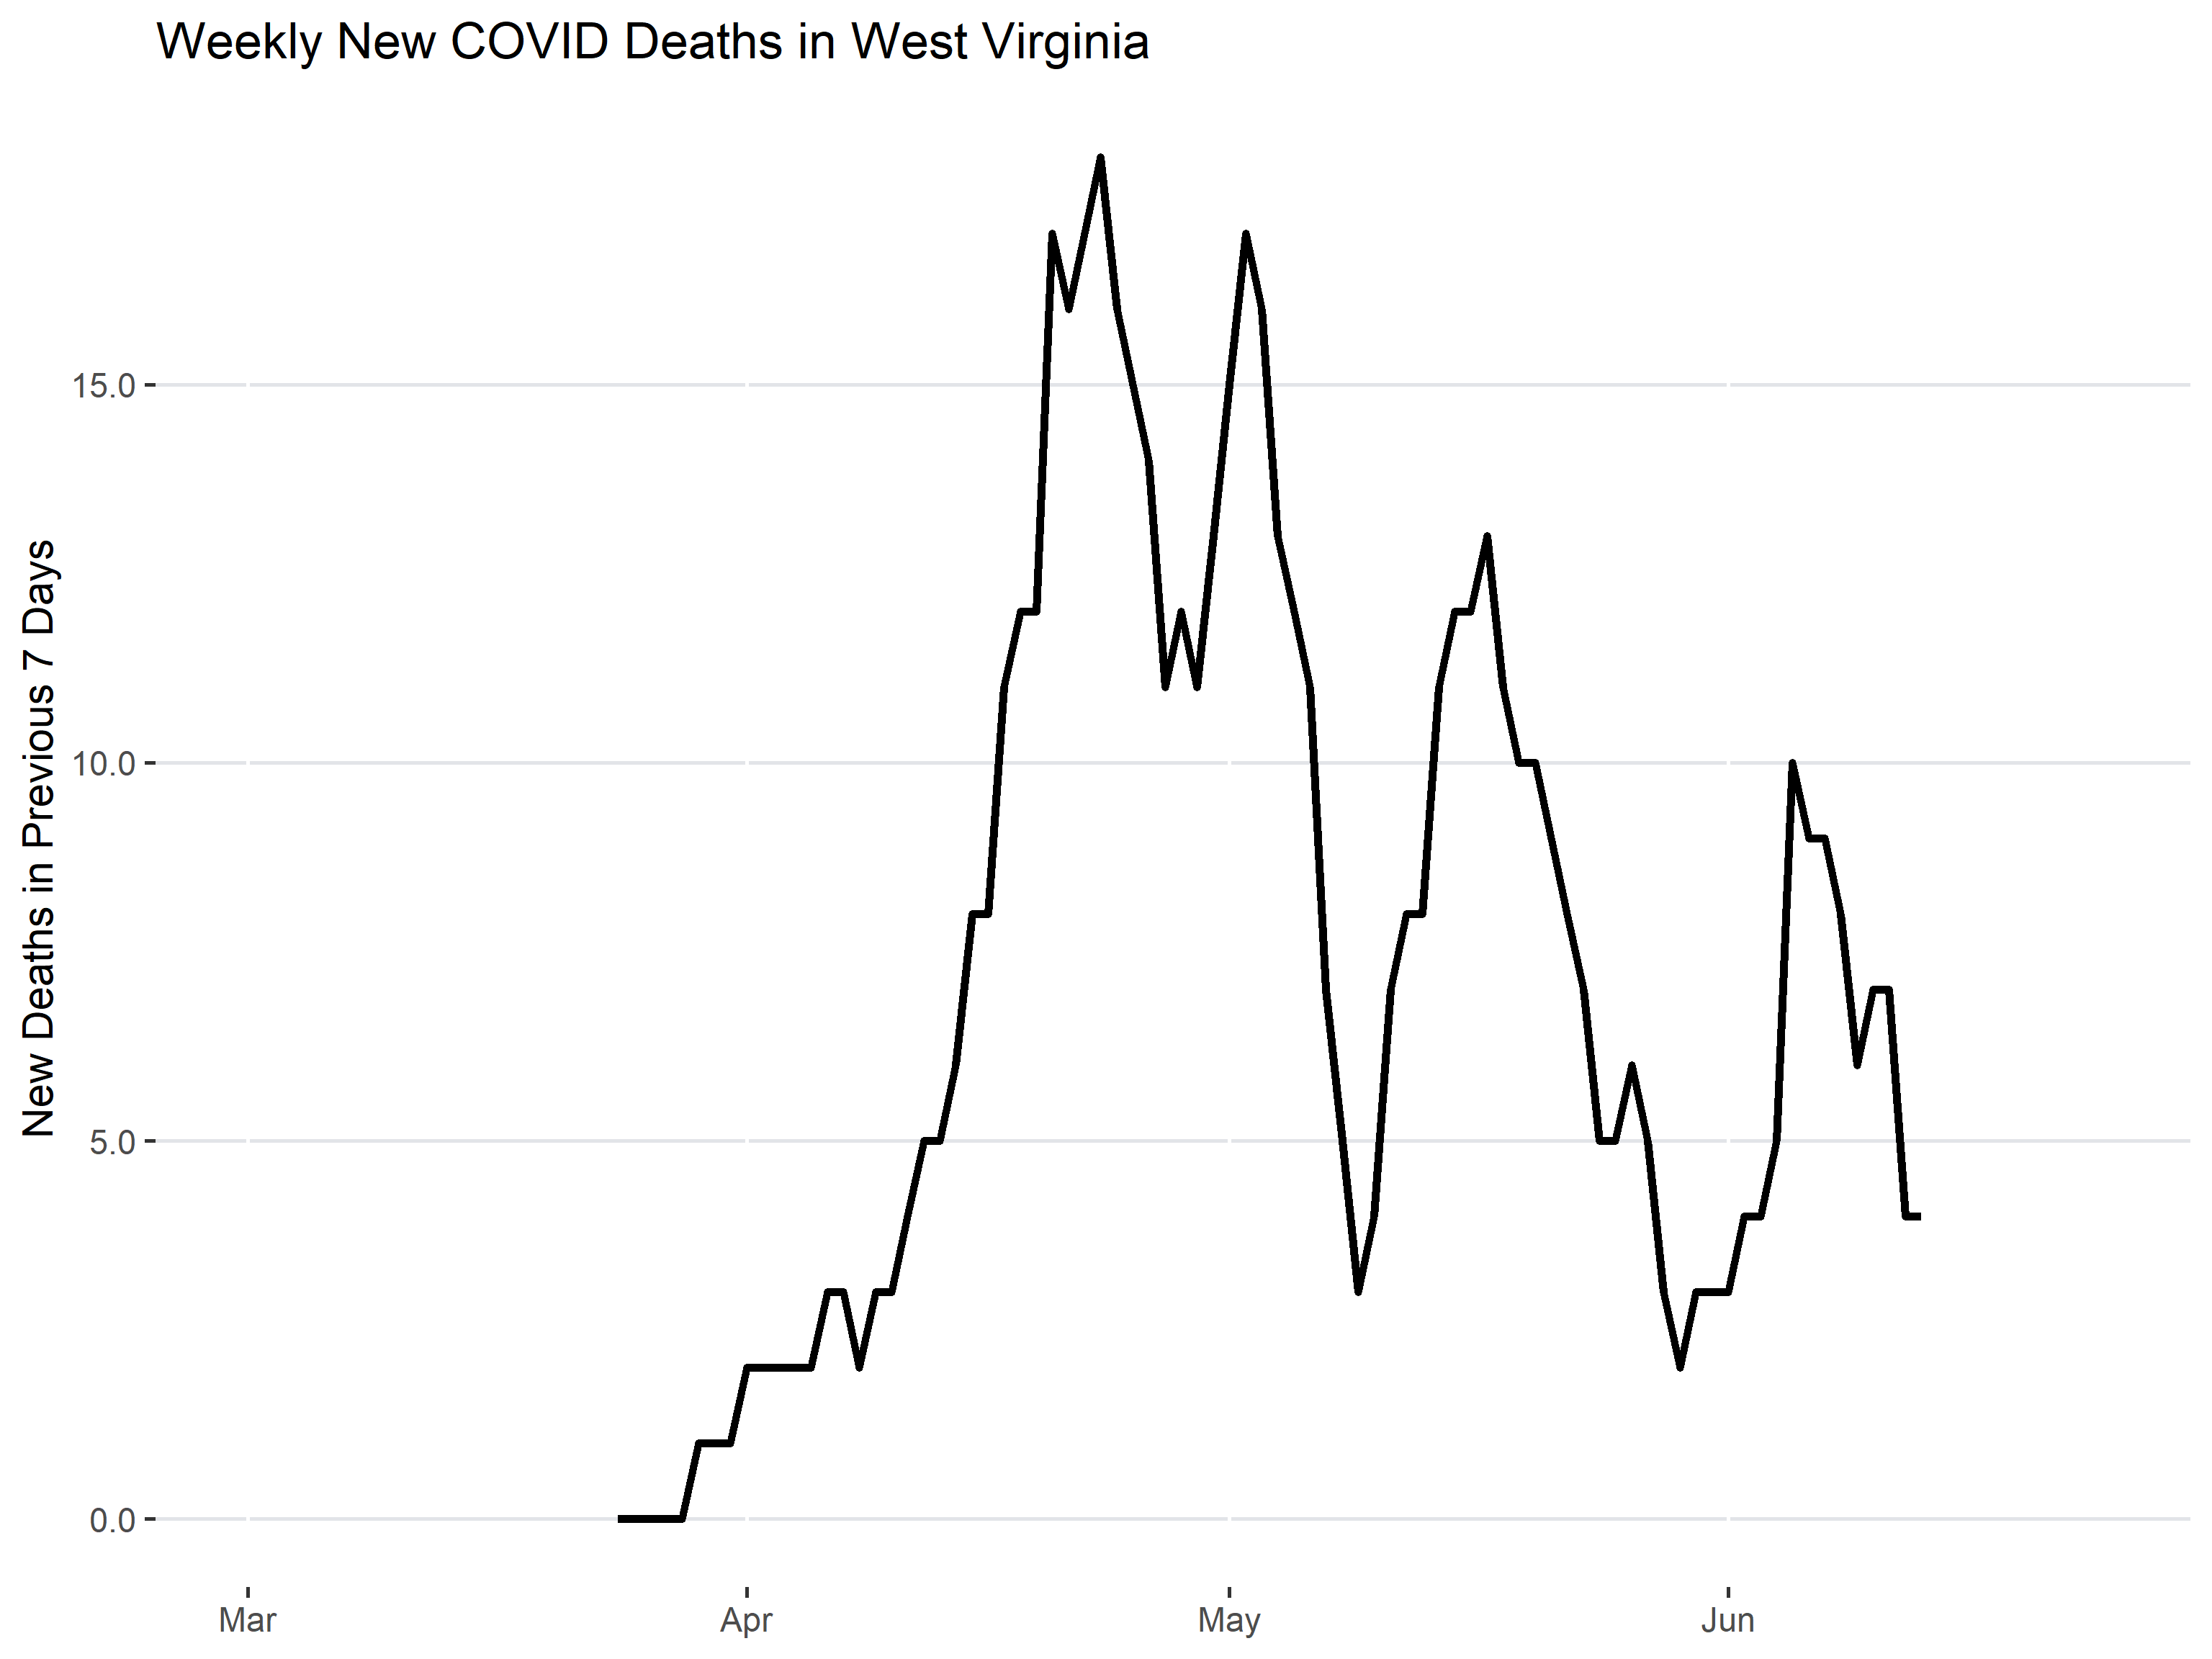 Weekly New COVID Deaths in West Virginia
New Deaths in Previous 7 Days
15.0
10.0
5.0
0.0
Mar
Apr
May
Jun